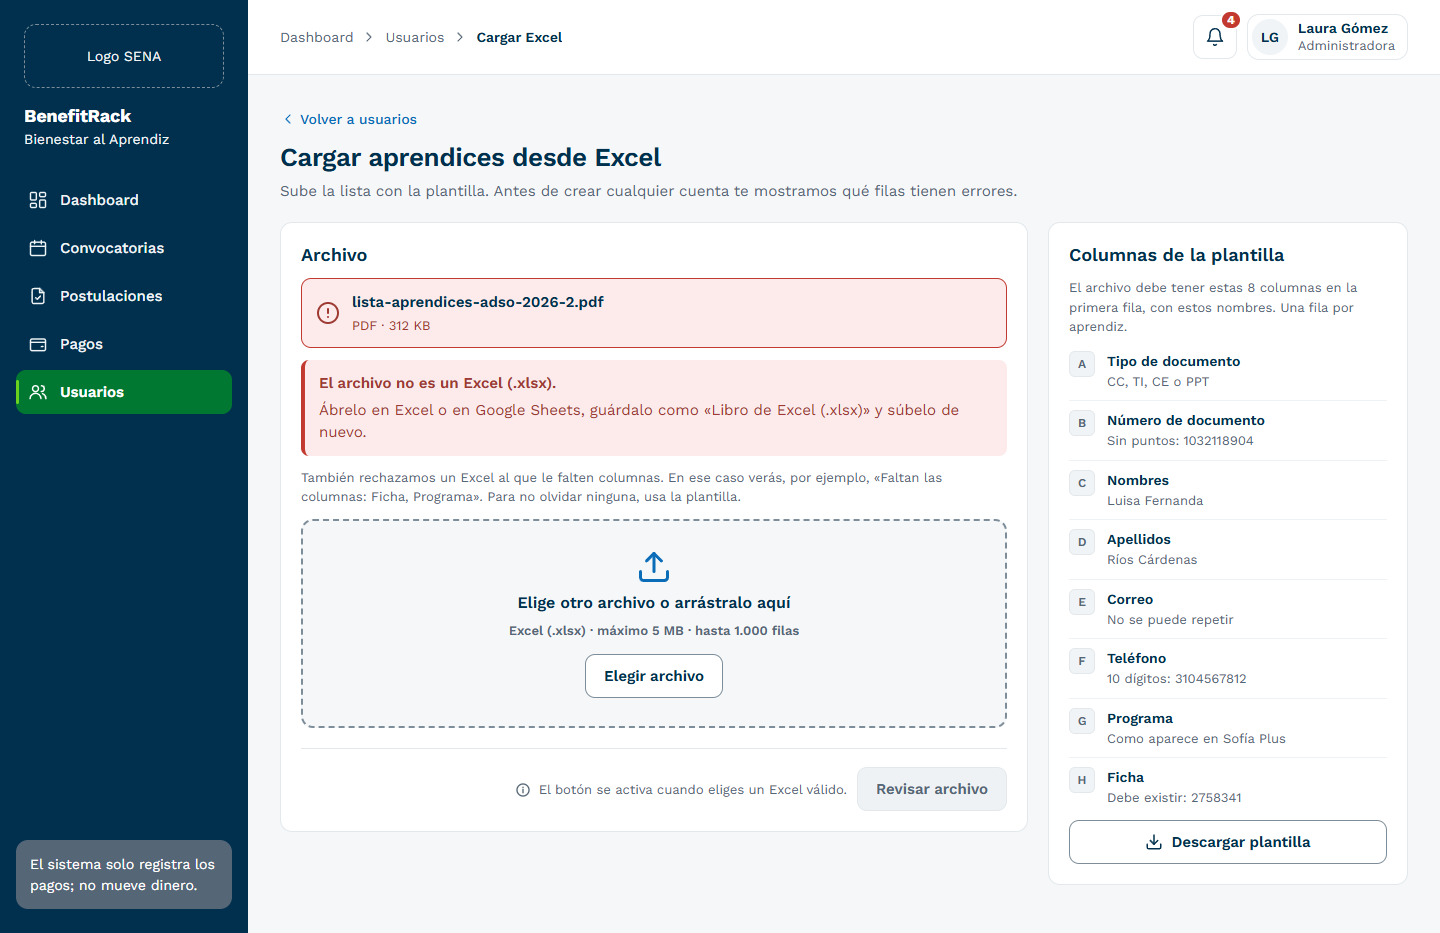 Logo SENA
BenefitRack
Bienestar al Aprendiz
Dashboard
Convocatorias
Postulaciones
Pagos
Usuarios
El sistema solo registra los
pagos; no mueve dinero.
Dashboard > Usuarios > Cargar Excel
4
LG
Laura Gómez
Administradora
Volver a usuarios
Cargar aprendices desde Excel
Sube la lista con la plantilla. Antes de crear cualquier cuenta te mostramos qué filas tienen errores.
Archivo
lista-aprendices-adso-2026-2.pdf
PDF · 312 KB
El archivo no es un Excel (.xlsx).
Ábrelo en Excel o en Google Sheets, guárdalo como «Libro de Excel (.xlsx)» y súbelo de
nuevo.
También rechazamos un Excel al que le falten columnas. En ese caso verás, por ejemplo, «Faltan las
columnas: Ficha, Programa». Para no olvidar ninguna, usa la plantilla.
Elige otro archivo o arrástralo aquí
Excel (.xlsx) · máximo 5 MB · hasta 1.000 filas
Elegir archivo
El botón se activa cuando eliges un Excel válido.
Revisar archivo
Columnas de la plantilla
El archivo debe tener estas 8 columnas en la
primera fila, con estos nombres. Una fila por
aprendiz.
A
Tipo de documento
CC, TI, CE o PPT
B
Número de documento
Sin puntos: 1032118904
C
Nombres
Luisa Fernanda
D
Apellidos
Ríos Cárdenas
E
Correo
No se puede repetir
F
Teléfono
10 dígitos: 3104567812
G
Programa
Como aparece en Sofía Plus
H
Ficha
Debe existir: 2758341
Descargar plantilla